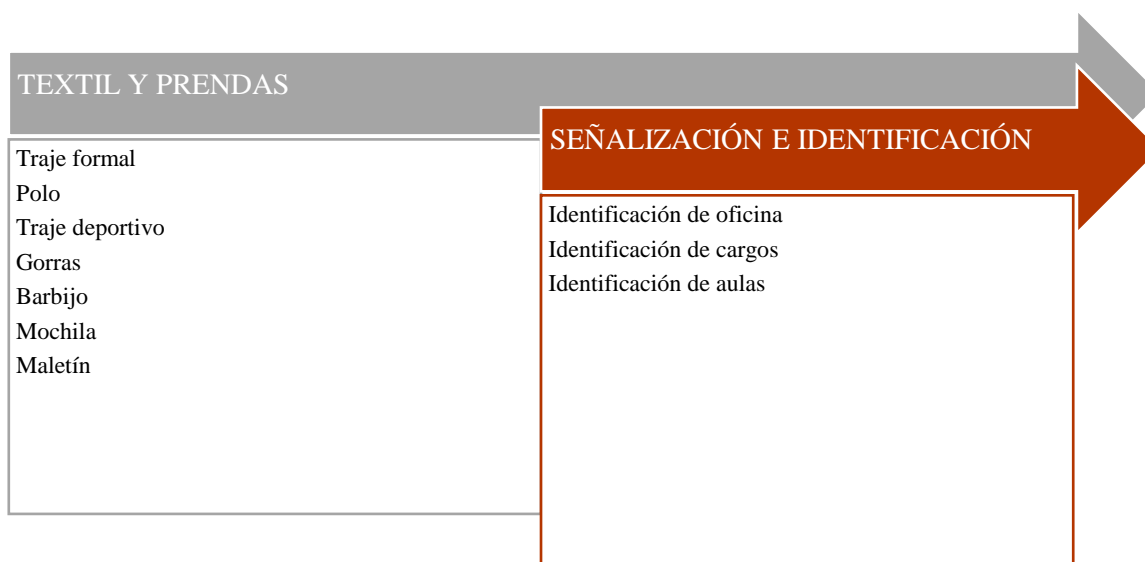 TEXTIL Y PRENDAS
Traje formal
Polo
Traje deportivo
Gorras
Barbijo
Mochila
Maletín
SEÑALIZACIÓN E IDENTIFICACIÓN
Identificación de oficina
Identificación de cargos
Identificación de aulas